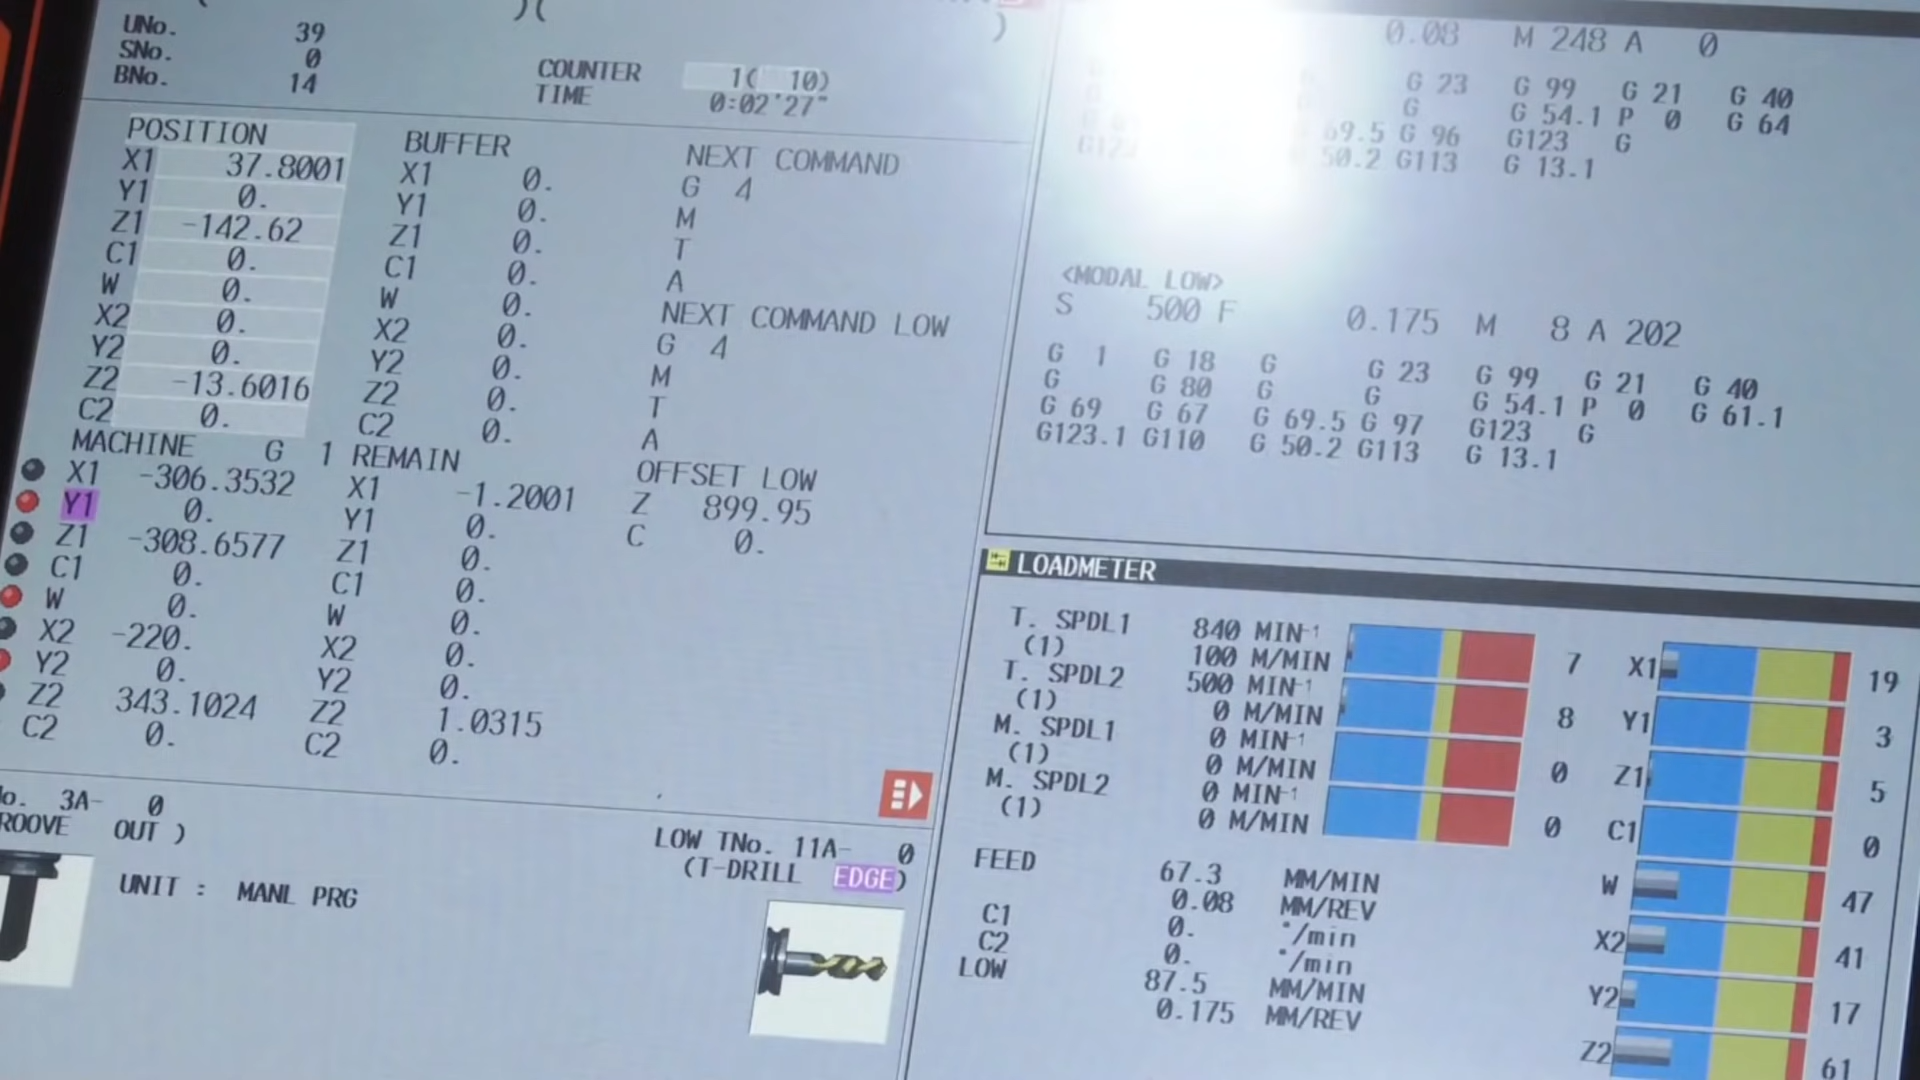 UNo. 39
SNo. 0
BNo. 14
COUNTER 1( 10)
TIME 0:02'27"
POSITION
X1 37.8001
Y1 0.
Z1 -142.62
C1 0.
W 0.
X2 0.
Y2 0.
Z2 -13.6016
C2 0.
BUFFER
X1 0.
Y1 0.
Z1 0.
C1 0.
W 0.
X2 0.
Y2 0.
Z2 0.
C2 0.
NEXT COMMAND
G 4
M
T
A
NEXT COMMAND LOW
G 4
M
T
A
MACHINE G 1 REMAIN
X1 -306.3532 X1 -1.2001
Y1 0. Y1 0.
Z1 -308.6577 Z1 0.
C1 0. C1 0.
W 0. W 0.
X2 -220. X2 0.
Y2 0. Y2 0.
Z2 343.1024 Z2 1.0315
C2 0. C2 0.
OFFSET LOW
Z 899.95
C 0.
3A- 0
OUT )
UNIT : MANL PRG
LOW TNo. 11A- 0
(T-DRILL EDGE)
0.08 M 248 A 0
G 23 G 99 G 21 G 40
G G 54.1 P 0 G 64
69.5 G 96 G123 G
50.2 G113 G 13.1
<MODAL LOW>
S 500 F 0.175 M 8 A 202
G 1 G 18 G G 23 G 99 G 21 G 40
G G 80 G G G 54.1 P 0 G 61.1
G 69 G 67 G 69.5 G 97 G123 G
G123.1 G110 G 50.2 G113 G 13.1
LOADMETER
T. SPDL1 840 MIN-1
(1) 100 M/MIN 7
T. SPDL2 500 MIN-1
(1) 0 M/MIN 8
M. SPDL1 0 MIN-1
(1) 0 M/MIN 0
M. SPDL2 0 MIN-1
(1) 0 M/MIN 0
FEED 67.3 MM/MIN
0.08 MM/REV
C1 0. °/min
C2 0. °/min
LOW 87.5 MM/MIN
0.175 MM/REV
X1 19
Y1 3
Z1 5
C1 0
W 47
X2 41
Y2 17
Z2 61